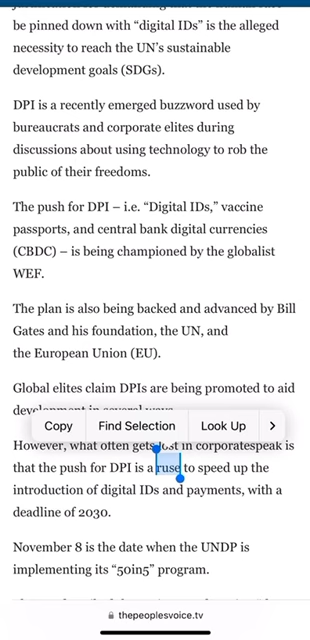 be pinned down with “digital IDs” is the alleged
necessity to reach the UN’s sustainable
development goals (SDGs).
DPI is a recently emerged buzzword used by
bureaucrats and corporate elites during
discussions about using technology to rob the
public of their freedoms.
The push for DPI – i.e. “Digital IDs,” vaccine
passports, and central bank digital currencies
(CBDC) – is being championed by the globalist
WEF.
The plan is also being backed and advanced by Bill
Gates and his foundation, the UN, and
the European Union (EU).
Global elites claim DPIs are being promoted to aid
development in several ways.
Copy Find Selection Look Up >
However, what often gets lost in corporatespeak is
that the push for DPI is a ruse to speed up the
introduction of digital IDs and payments, with a
deadline of 2030.
November 8 is the date when the UNDP is
implementing its “50in5” program.
thepeoplesvoice.tv